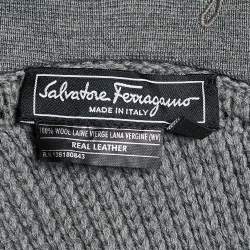 Salvatore Ferragamo
MADE IN ITALY
100% WOOL LAINE VIERGE LANA VERGINE (WV)
REAL LEATHER